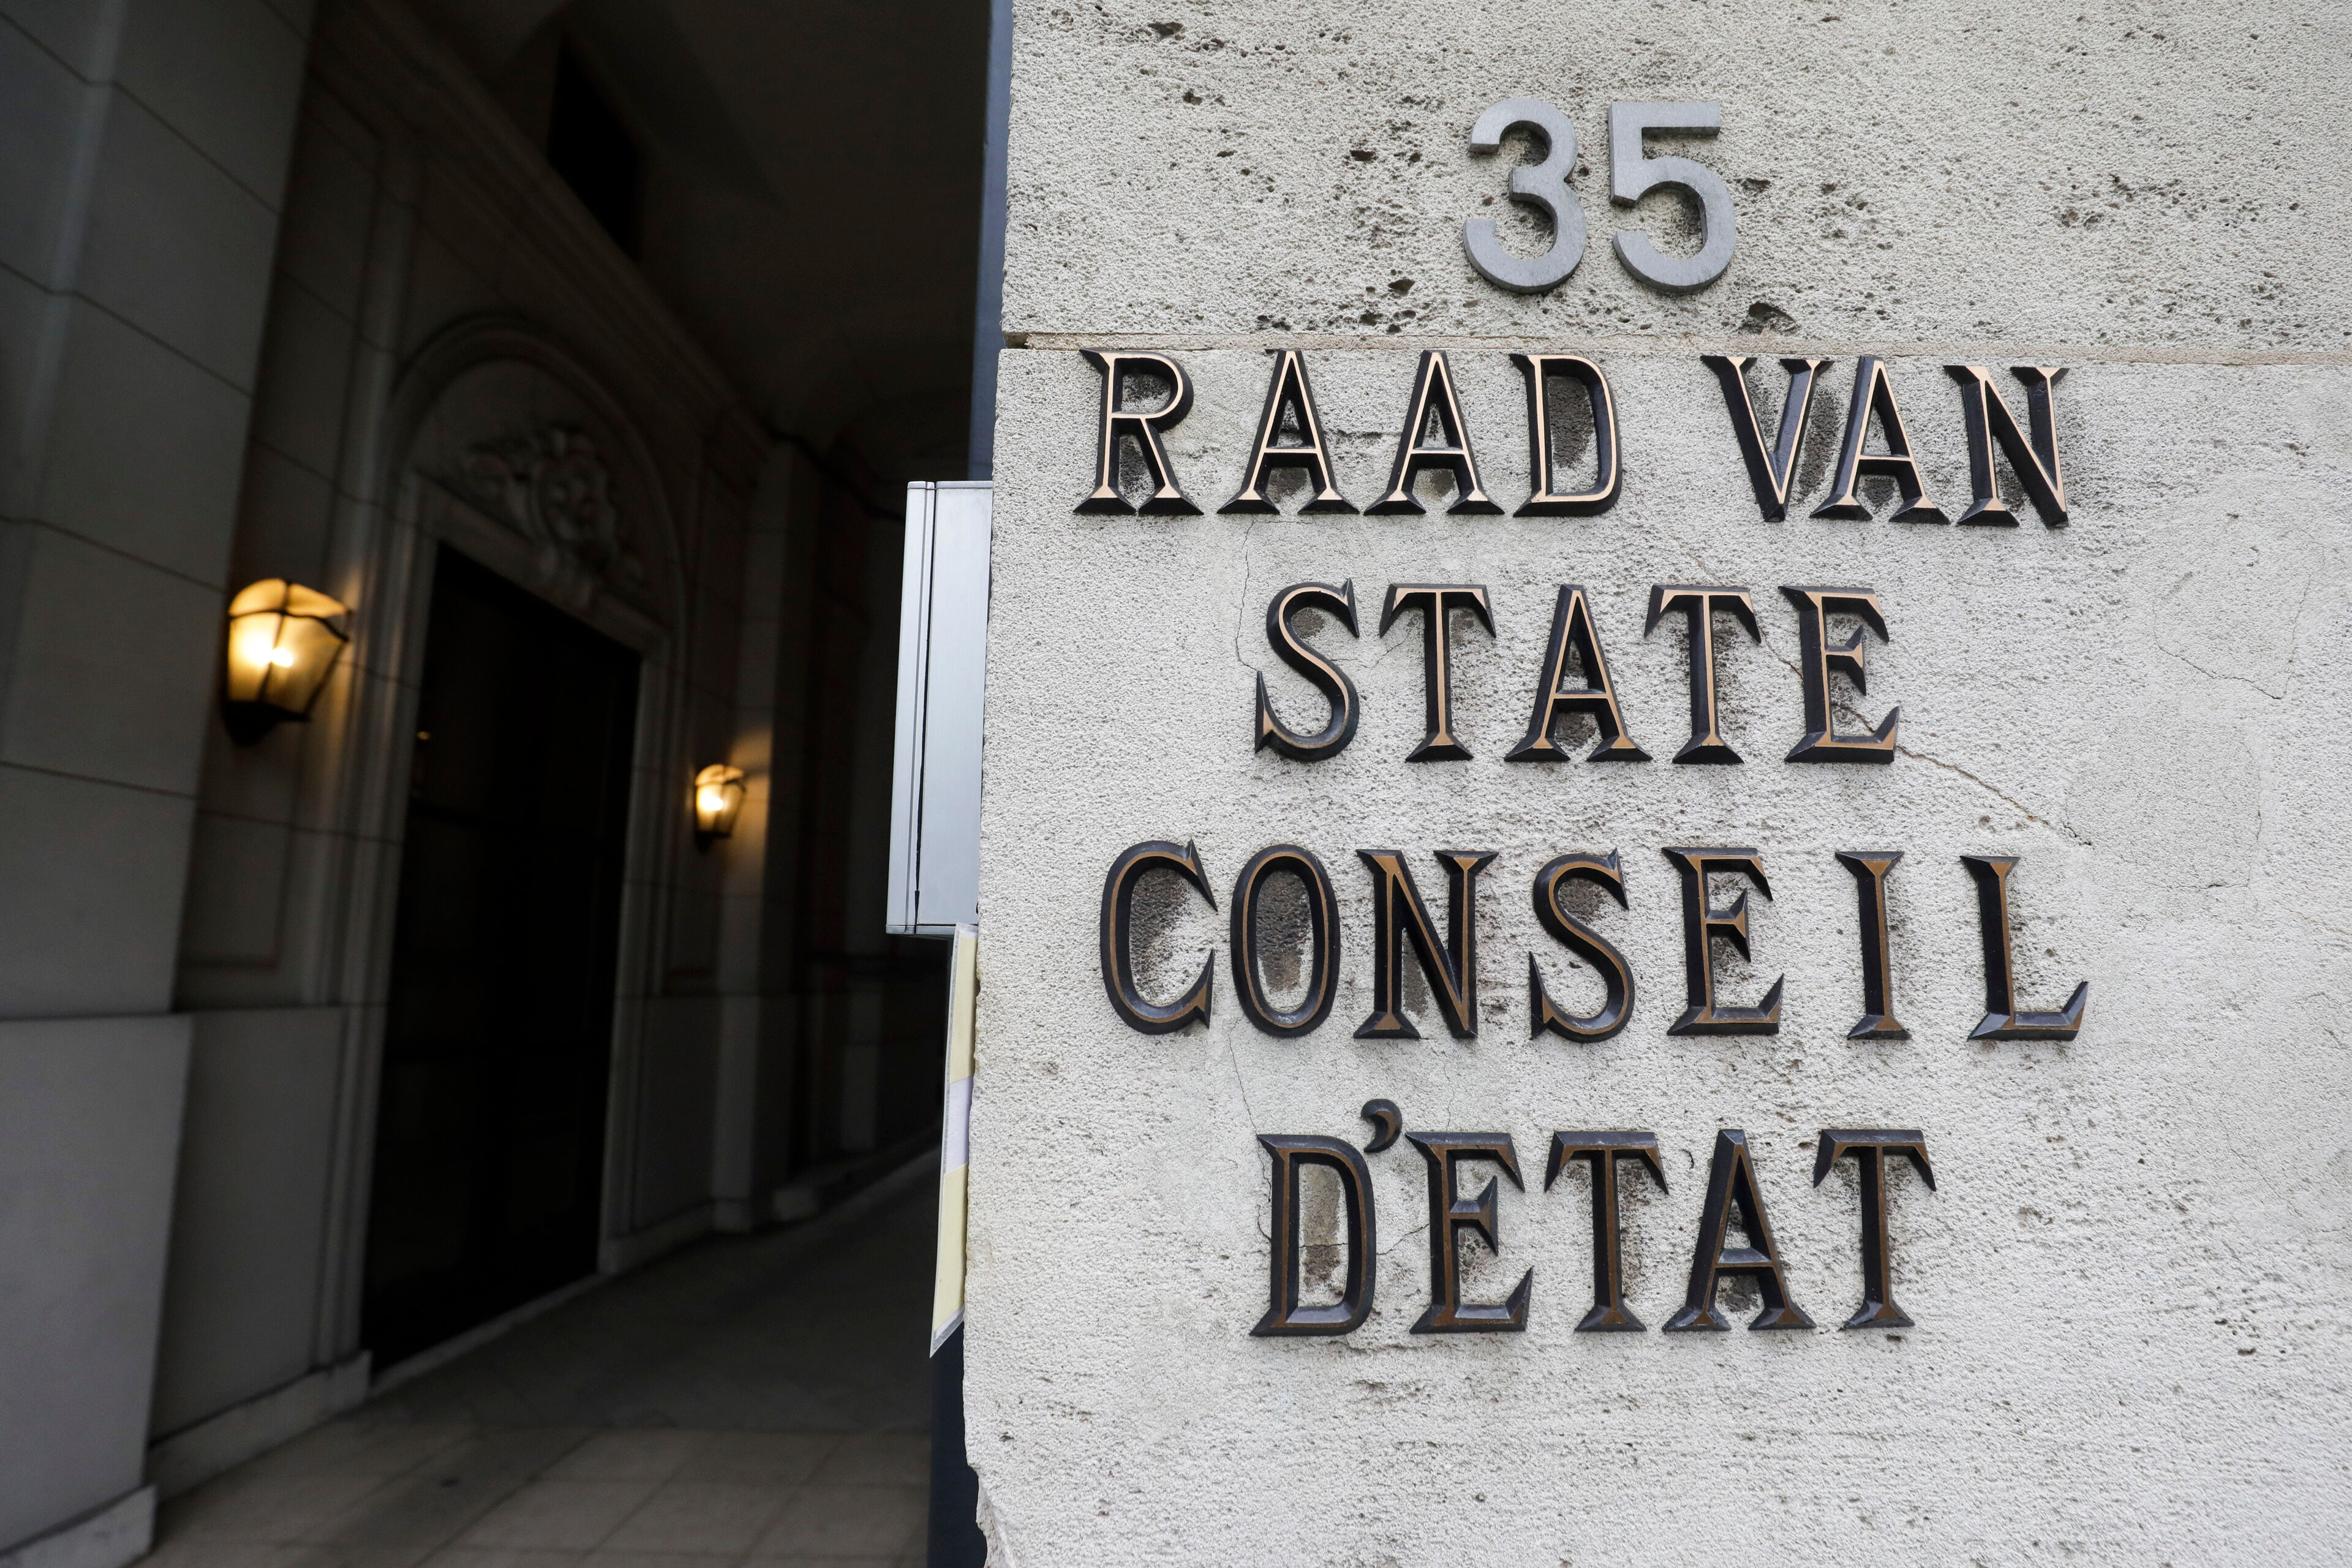 35
RAAD VAN
STATE
CONSEIL
D'ETAT